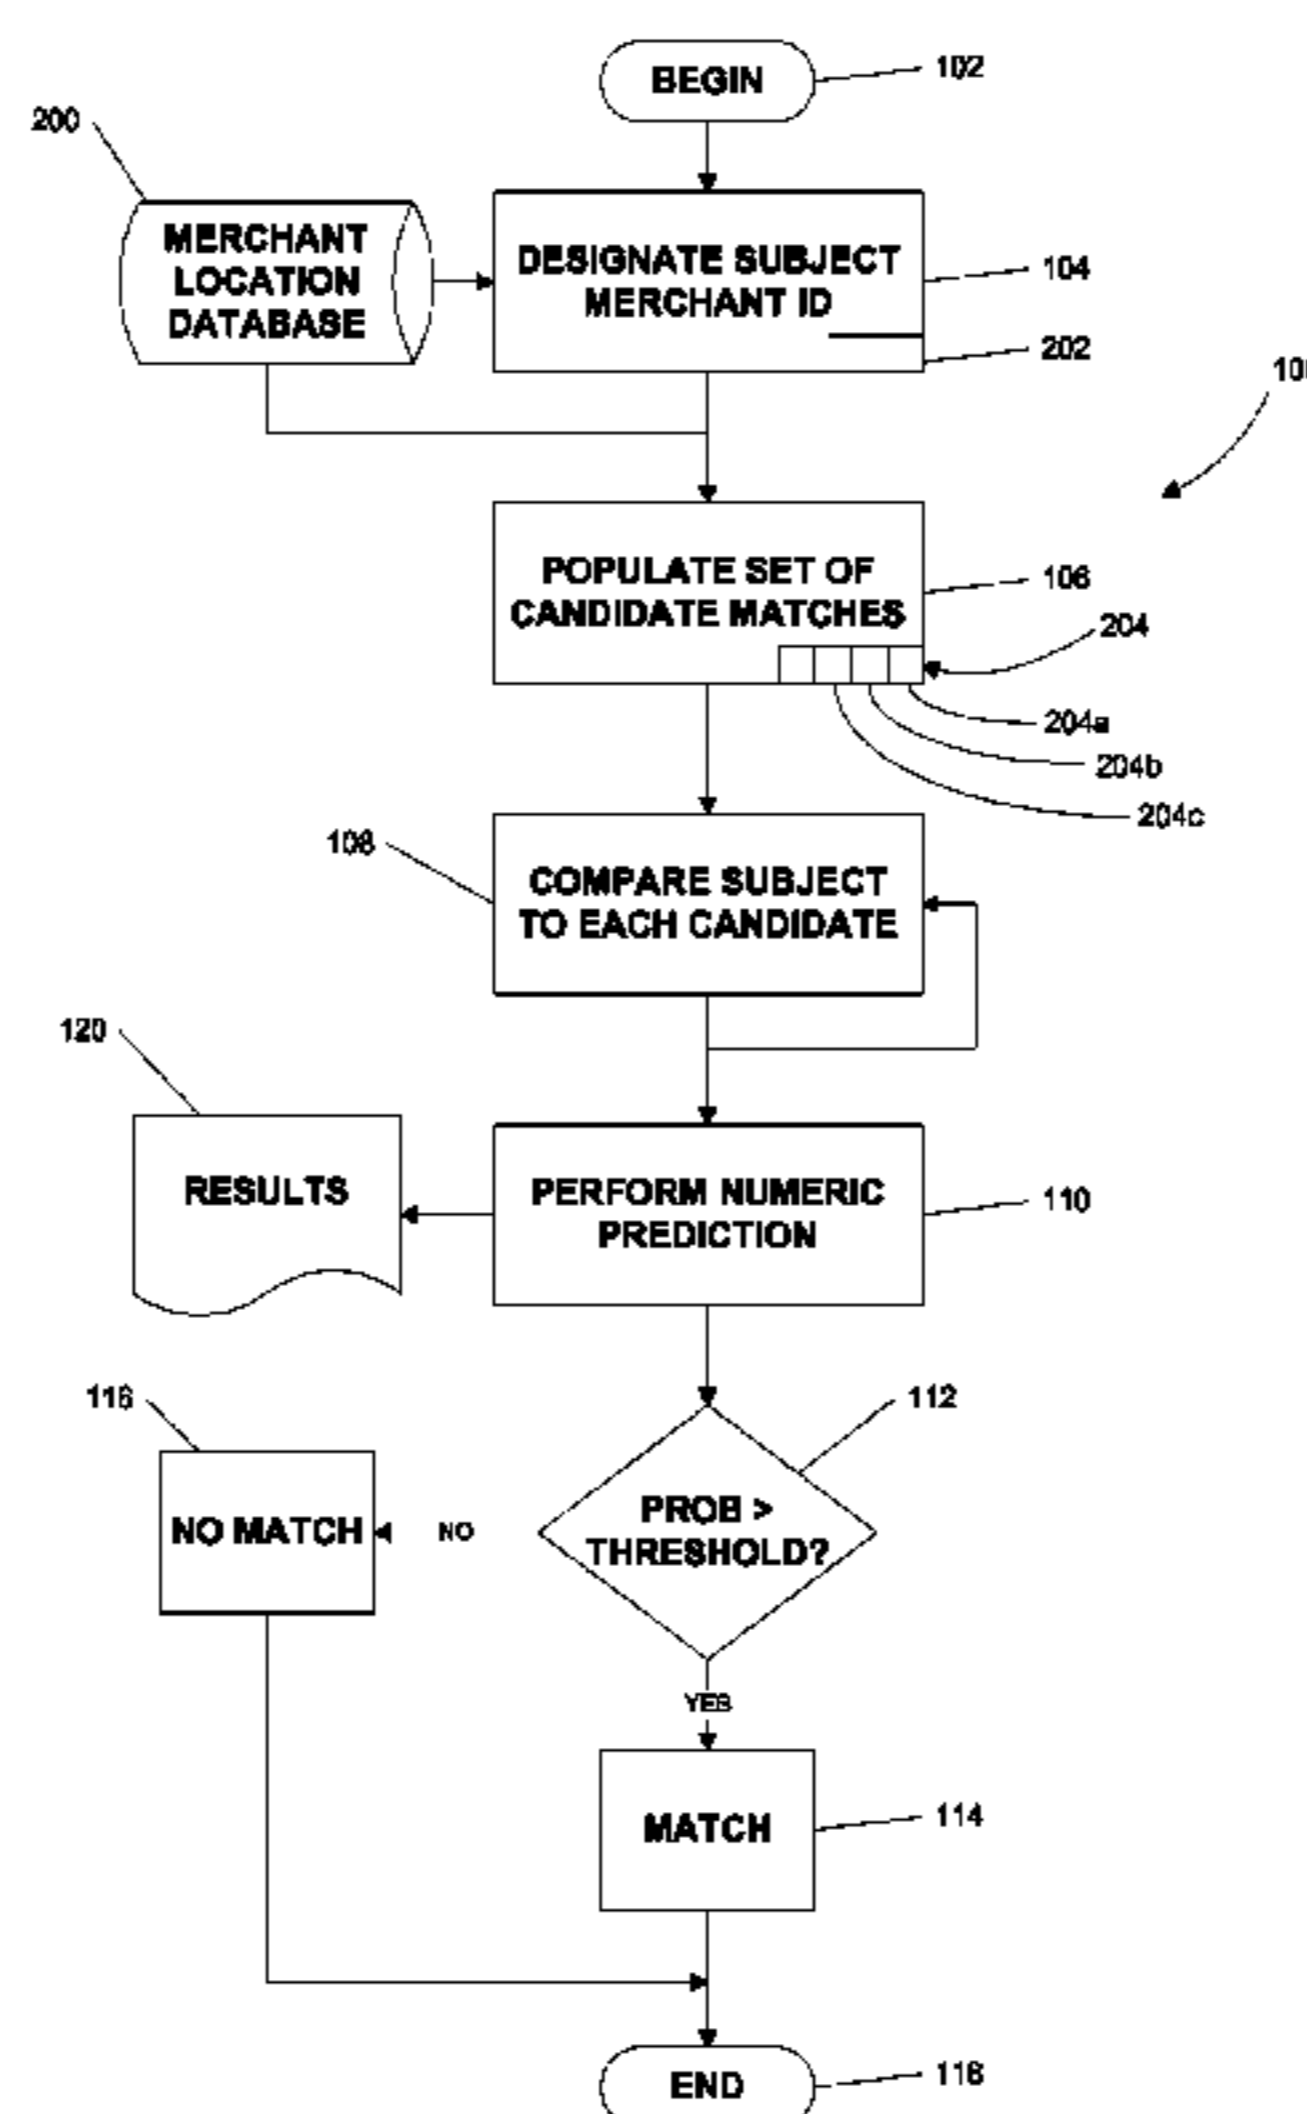 BEGIN
102
200
MERCHANT
LOCATION
DATABASE
DESIGNATE SUBJECT
MERCHANT ID
104
202
POPULATE SET OF
CANDIDATE MATCHES
106
204
204a
204b
204c
108
COMPARE SUBJECT
TO EACH CANDIDATE
120
RESULTS
PERFORM NUMERIC
PREDICTION
110
116
NO MATCH
NO
112
PROB >
THRESHOLD?
YES
MATCH
114
END